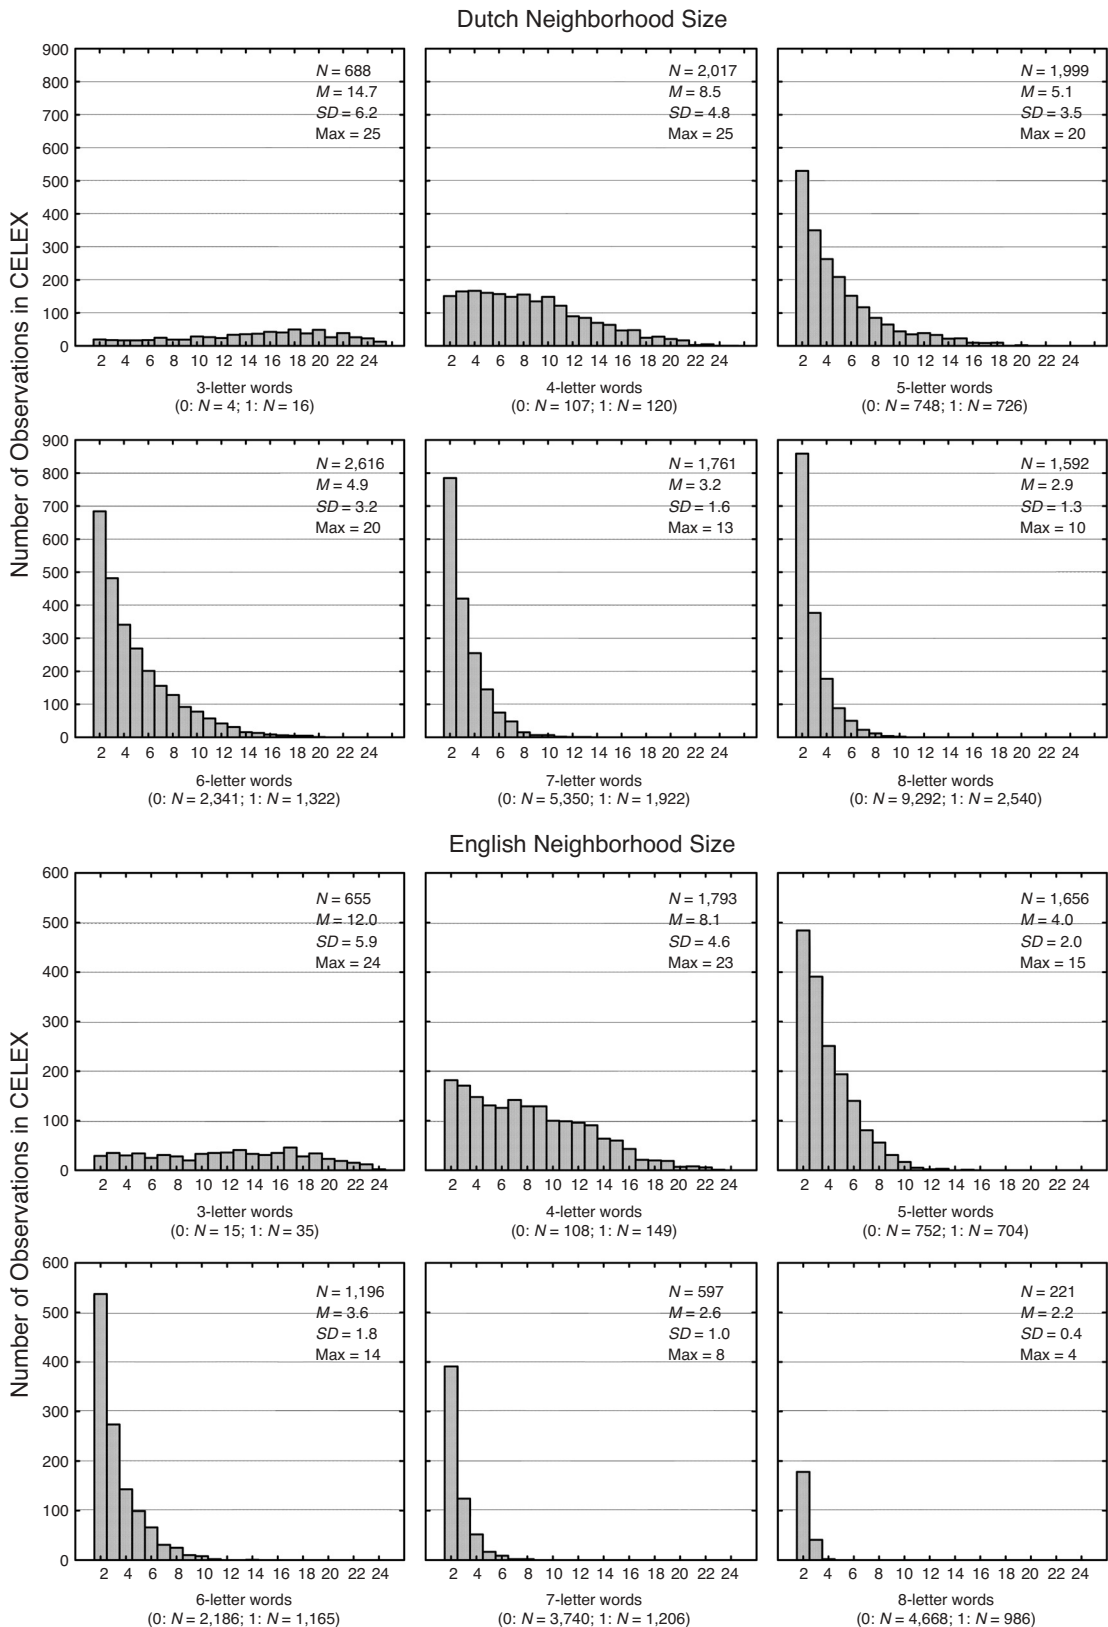 Dutch Neighborhood Size
Number of Observations in CELEX
900
800
700
600
500
400
300
200
100
0
N = 688
M = 14.7
SD = 6.2
Max = 25
2 4 6 8 10 12 14 16 18 20 22 24
3-letter words
(0: N = 4; 1: N = 16)
N = 2,017
M = 8.5
SD = 4.8
Max = 25
2 4 6 8 10 12 14 16 18 20 22 24
4-letter words
(0: N = 107; 1: N = 120)
N = 1,999
M = 5.1
SD = 3.5
Max = 20
2 4 6 8 10 12 14 16 18 20 22 24
5-letter words
(0: N = 748; 1: N = 726)
900
800
700
600
500
400
300
200
100
0
N = 2,616
M = 4.9
SD = 3.2
Max = 20
2 4 6 8 10 12 14 16 18 20 22 24
6-letter words
(0: N = 2,341; 1: N = 1,322)
N = 1,761
M = 3.2
SD = 1.6
Max = 13
2 4 6 8 10 12 14 16 18 20 22 24
7-letter words
(0: N = 5,350; 1: N = 1,922)
N = 1,592
M = 2.9
SD = 1.3
Max = 10
2 4 6 8 10 12 14 16 18 20 22 24
8-letter words
(0: N = 9,292; 1: N = 2,540)
English Neighborhood Size
Number of Observations in CELEX
600
500
400
300
200
100
0
N = 655
M = 12.0
SD = 5.9
Max = 24
2 4 6 8 10 12 14 16 18 20 22 24
3-letter words
(0: N = 15; 1: N = 35)
N = 1,793
M = 8.1
SD = 4.6
Max = 23
2 4 6 8 10 12 14 16 18 20 22 24
4-letter words
(0: N = 108; 1: N = 149)
N = 1,656
M = 4.0
SD = 2.0
Max = 15
2 4 6 8 10 12 14 16 18 20 22 24
5-letter words
(0: N = 752; 1: N = 704)
600
500
400
300
200
100
0
N = 1,196
M = 3.6
SD = 1.8
Max = 14
2 4 6 8 10 12 14 16 18 20 22 24
6-letter words
(0: N = 2,186; 1: N = 1,165)
N = 597
M = 2.6
SD = 1.0
Max = 8
2 4 6 8 10 12 14 16 18 20 22 24
7-letter words
(0: N = 3,740; 1: N = 1,206)
N = 221
M = 2.2
SD = 0.4
Max = 4
2 4 6 8 10 12 14 16 18 20 22 24
8-letter words
(0: N = 4,668; 1: N = 986)